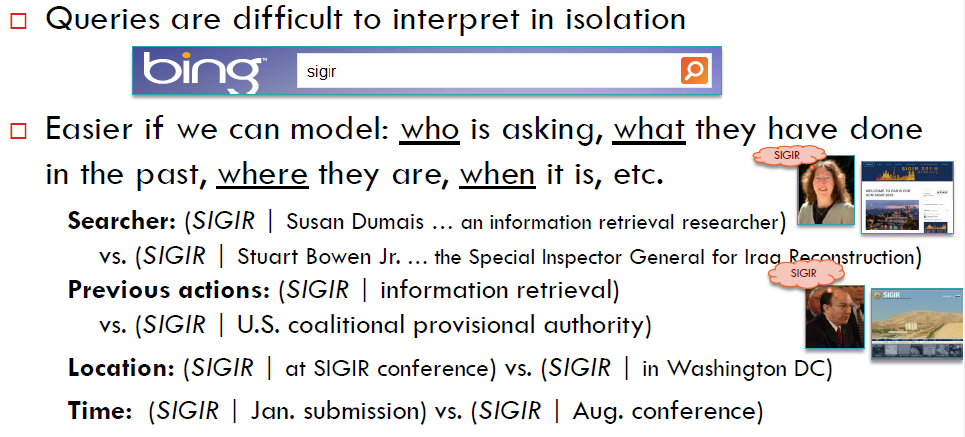 Queries are difficult to interpret in isolation
bing™
sigir
Easier if we can model: who is asking, what they have done
in the past, where they are, when it is, etc.
SIGIR
Searcher: (SIGIR | Susan Dumais … an information retrieval researcher)
vs. (SIGIR | Stuart Bowen Jr. … the Special Inspector General for Iraq Reconstruction)
SIGIR
Previous actions: (SIGIR | information retrieval)
SIGIR
vs. (SIGIR | U.S. coalitional provisional authority)
Location: (SIGIR | at SIGIR conference) vs. (SIGIR | in Washington DC)
Time: (SIGIR | Jan. submission) vs. (SIGIR | Aug. conference)